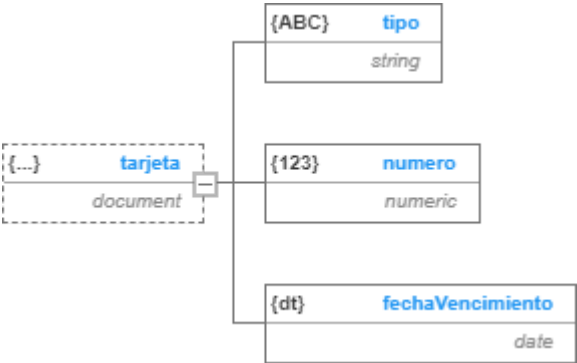 {ABC} tipo
string
{...} tarjeta
document
{123} numero
numeric
{dt} fechaVencimiento
date